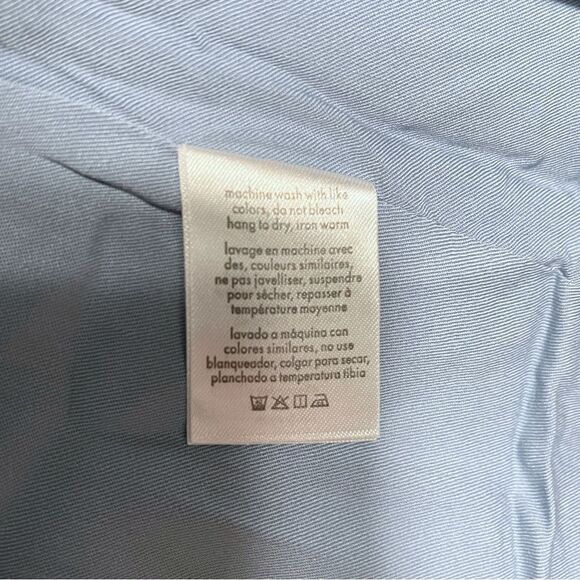 machine wash with like
colors, do not bleach
hang to dry, iron warm
lavage en machine avec
des, couleurs similaires,
ne pas javelliser, suspendre
pour sécher, repasser à
température moyenne
lavado a máquina con
colores similares, no use
blanqueador, colgar para secar,
planchado a temperatura tibia